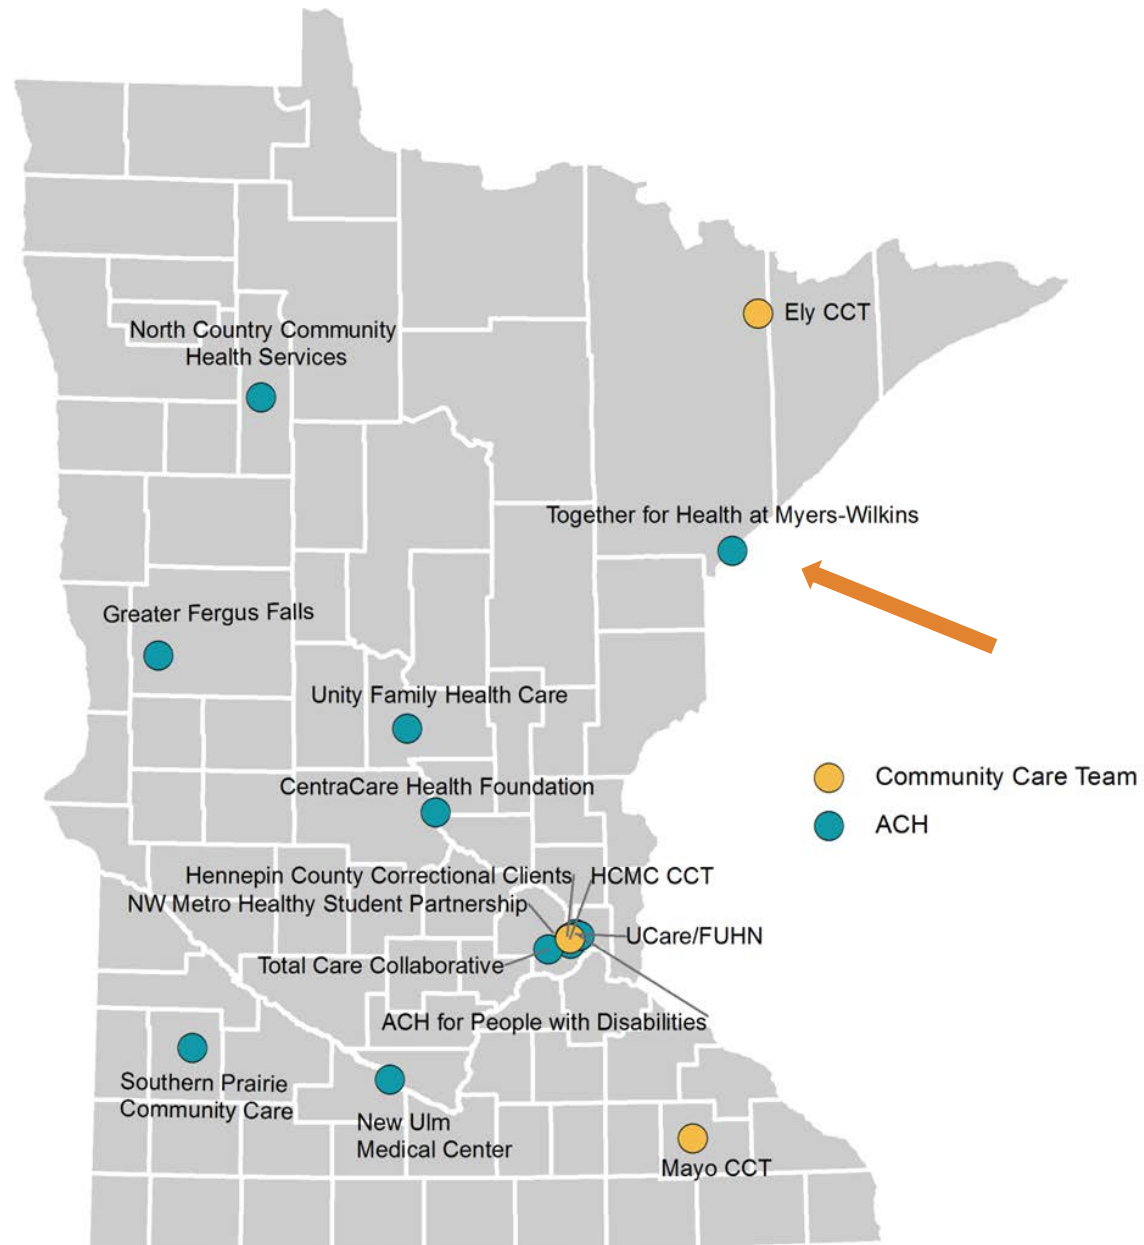 North Country Community
Health Services
Ely CCT
Together for Health at Myers-Wilkins
Greater Fergus Falls
Unity Family Health Care
Community Care Team
CentraCare Health Foundation
ACH
Hennepin County Correctional Clients
HCMC CCT
NW Metro Healthy Student Partnership
UCare/FUHN
Total Care Collaborative
ACH for People with Disabilities
Southern Prairie
Community Care
New Ulm
Medical Center
Mayo CCT